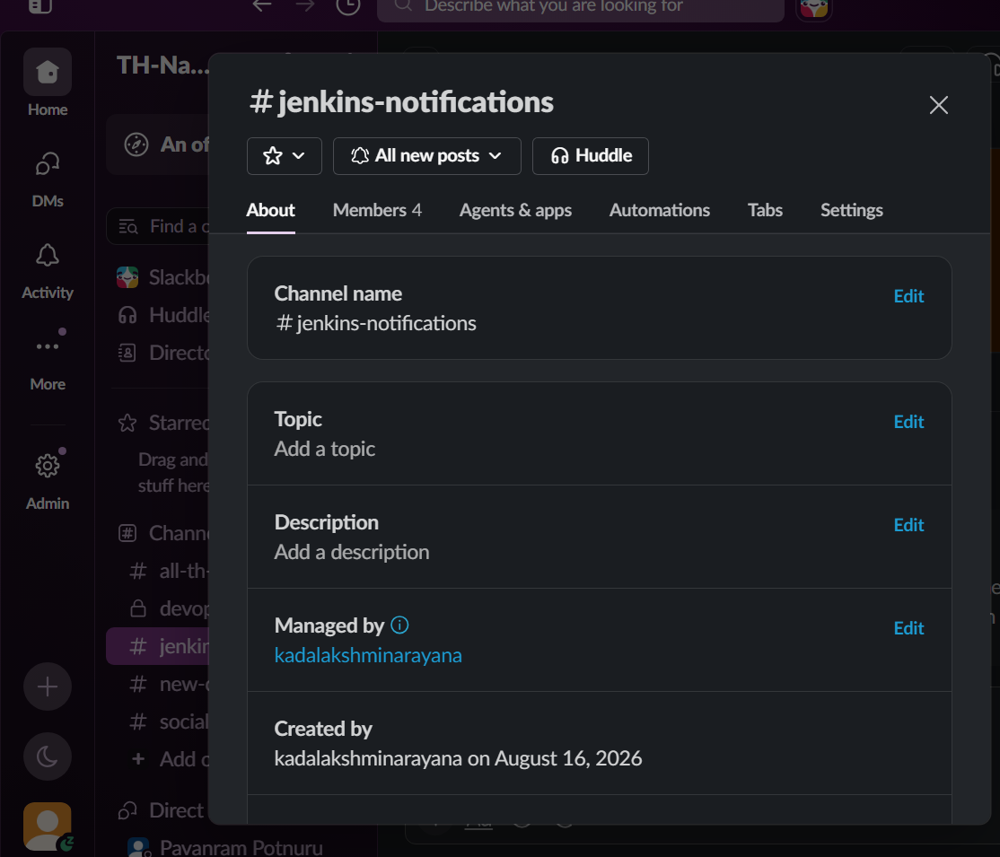 Describe what you are looking for
TH-Na...
Home
DMs
Activity
More
Admin
An of
Find a c
Slackb
Huddle
Directo
Starred
Drag and
stuff here
Channe
all-th-
devop
jenkin
new-c
social
Add c
Direct
Pavanram Potnuru
#jenkins-notifications
All new posts
Huddle
About
Members 4
Agents & apps
Automations
Tabs
Settings
Channel name
Edit
#jenkins-notifications
Topic
Edit
Add a topic
Description
Edit
Add a description
Managed by
Edit
kadalakshminarayana
Created by
kadalakshminarayana on August 16, 2026